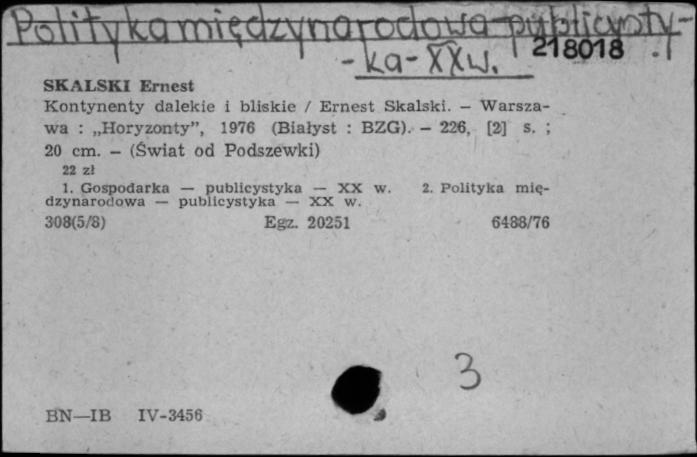 Polityka międzynarodowa-publicysty-
-ka-XXw.
218018
SKALSKI Ernest
Kontynenty dalekie i bliskie / Ernest Skalski. — Warsza-
wa : „Horyzonty”, 1976 (Białyst : BZG). — 226, [2] s. ;
20 cm. — (Świat od Podszewki)
22 zł
1. Gospodarka — publicystyka — XX w. 2. Polityka mię-
dzynarodowa — publicystyka — XX w.
308(5/8) Egz. 20251 6488/76
3
BN—IB IV-3456